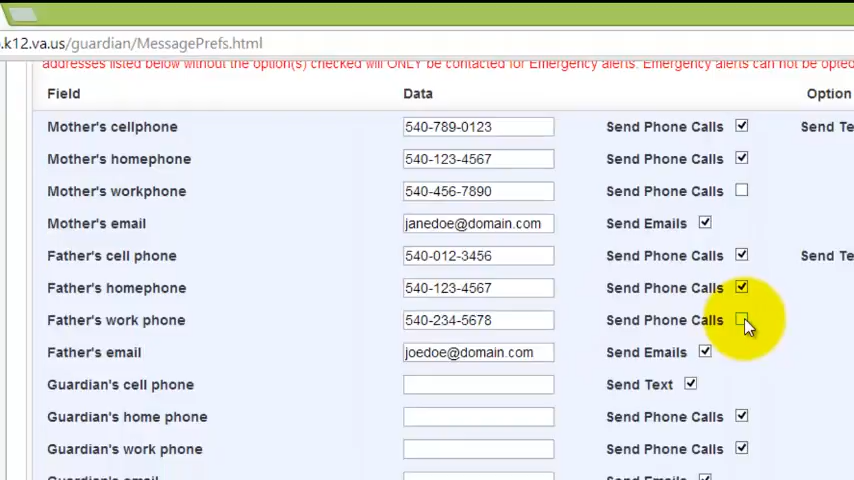 .k12.va.us/guardian/MessagePrefs.html
addresses listed below without the option(s) checked will ONLY be contacted for Emergency alerts. Emergency alerts can not be opted
Field Data Option
Mother's cellphone 540-789-0123 Send Phone Calls Send Te
Mother's homephone 540-123-4567 Send Phone Calls
Mother's workphone 540-456-7890 Send Phone Calls
Mother's email janedoe@domain.com Send Emails
Father's cell phone 540-012-3456 Send Phone Calls Send Te
Father's homephone 540-123-4567 Send Phone Calls
Father's work phone 540-234-5678 Send Phone Calls
Father's email joedoe@domain.com Send Emails
Guardian's cell phone Send Text
Guardian's home phone Send Phone Calls
Guardian's work phone Send Phone Calls
Guardian's email Send Emails